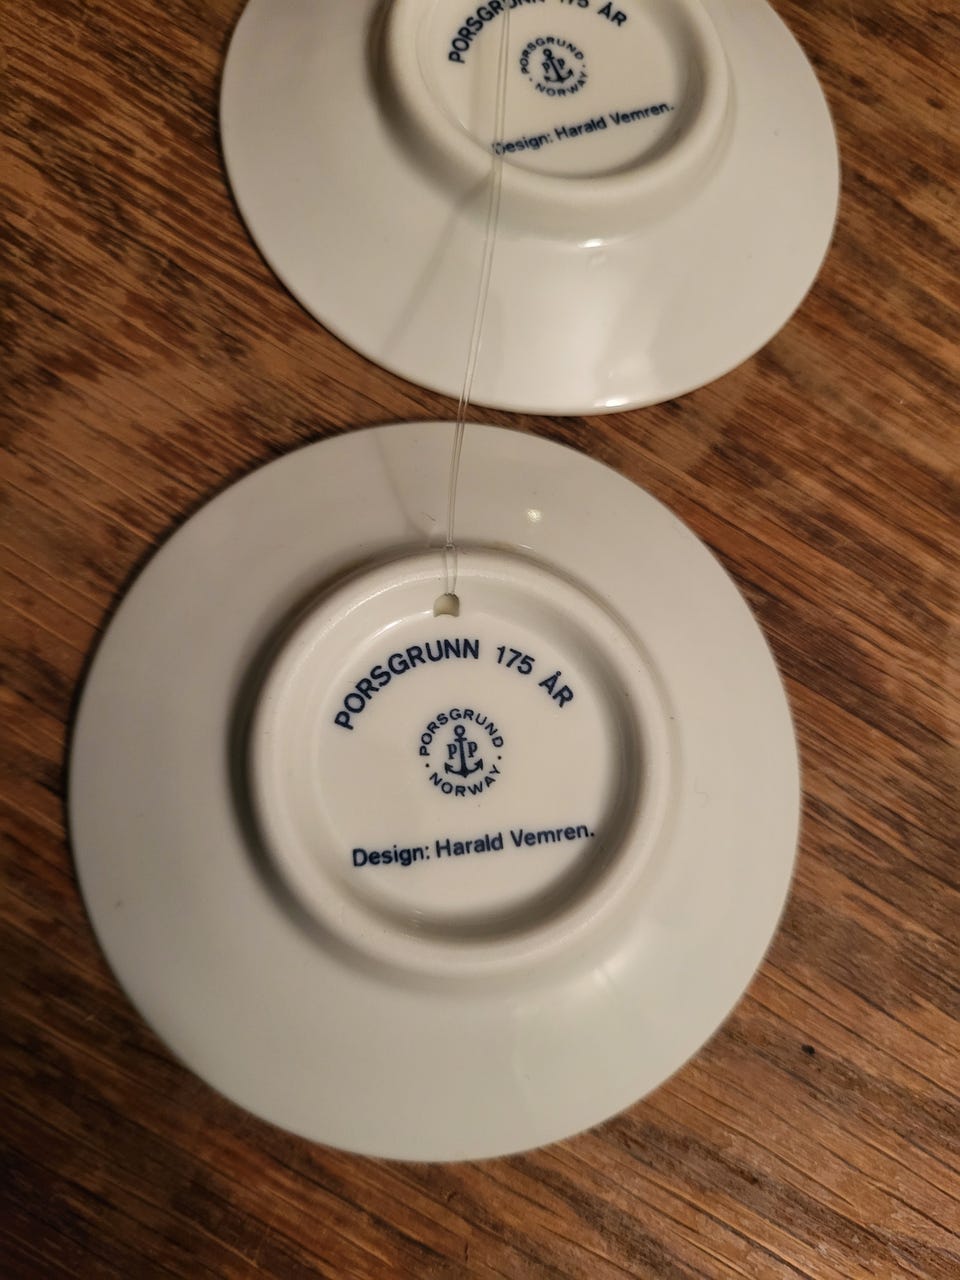 PORSGRUNN 175 ÅR
PORSGRUND
PP
NORWAY
Design: Harald Vemren.
PORSGRUNN 175 ÅR
PORSGRUND
PP
NORWAY
Design: Harald Vemren.